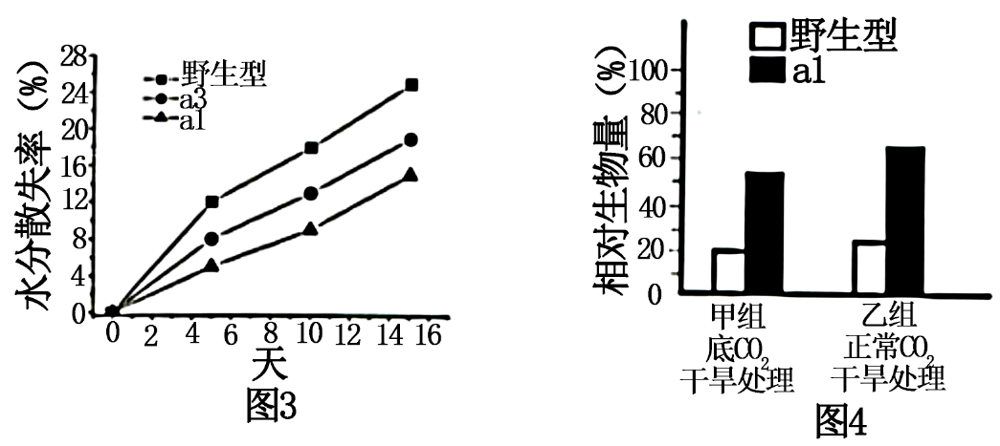 水分散失率（%）
28
24
20
16
12
8
4
0
野生型
a3
a1
0 2 4 6 8 10 12 14 16
天
图3
相对生物量（%）
100
80
60
40
20
0
野生型
a1
甲组
底CO2
干旱处理
乙组
正常CO2
干旱处理
图4